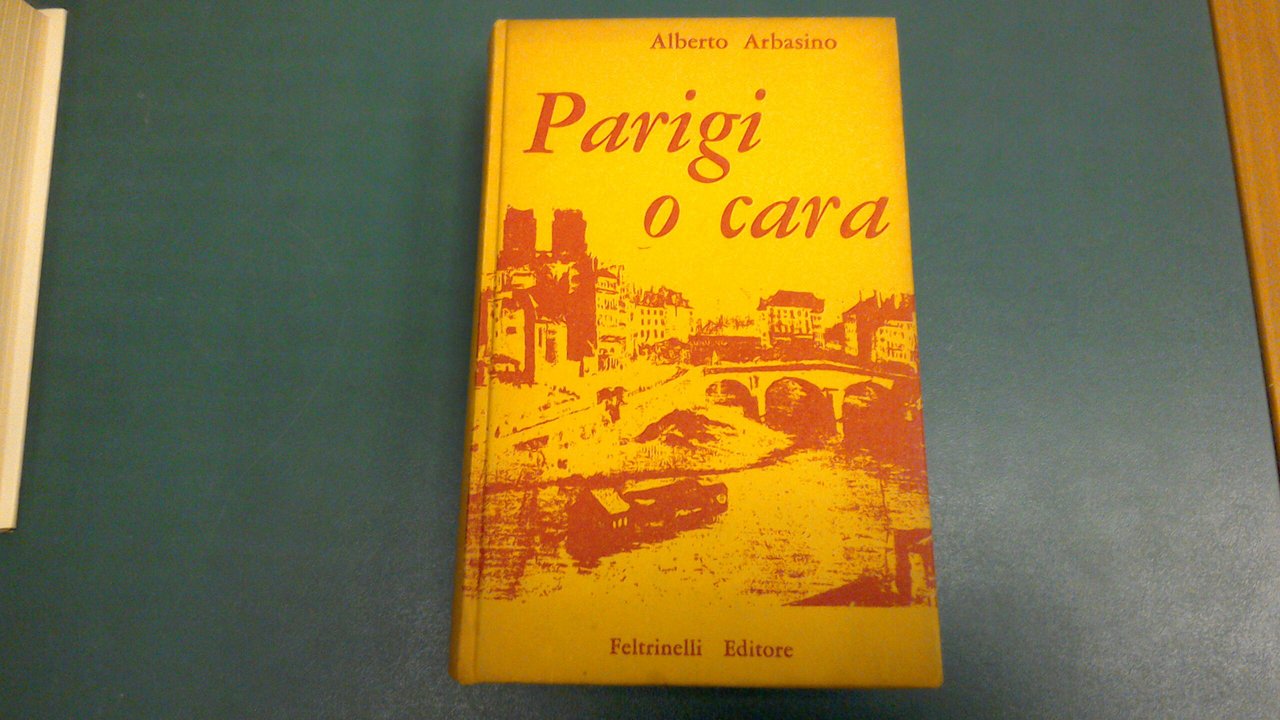 Alberto Arbasino
Parigi
o cara
Feltrinelli Editore